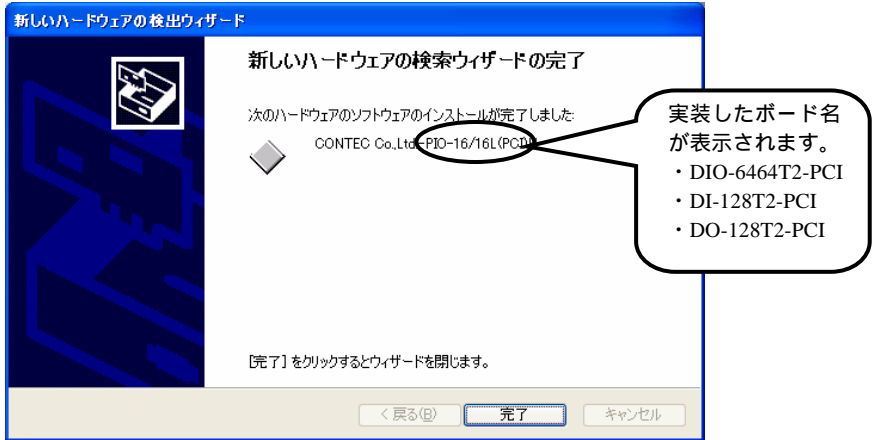 新しいハードウェアの検出ウィザード
新しいハードウェアの検索ウィザードの完了
次のハードウェアのソフトウェアのインストールが完了しました:
CONTEC Co.,Ltd. PIO-16/16L(PCI)
実装したボード名
が表示されます。
・DIO-6464T2-PCI
・DI-128T2-PCI
・DO-128T2-PCI
[完了] をクリックするとウィザードを閉じます。
< 戻る(B)
完了
キャンセル